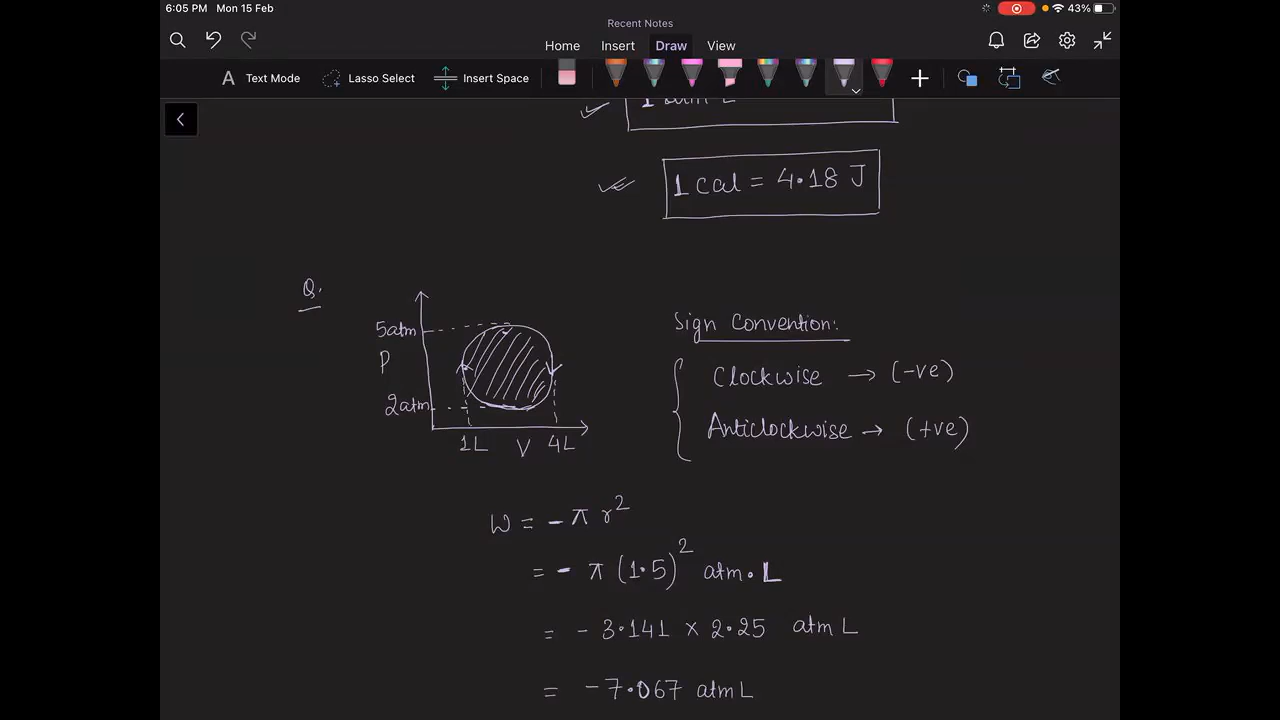 6:05 PM Mon 15 Feb
43%
Recent Notes
Home Insert Draw View
Text Mode Lasso Select Insert Space
1 cal = 4.18 J
Q.
5atm
P
2atm
1L V 4L
Sign Convention:
Clockwise → (-ve)
Anticlockwise → (+ve)
W = - π r²
= - π (1.5)² atm. L
= - 3.141 × 2.25 atm L
= - 7.067 atm L